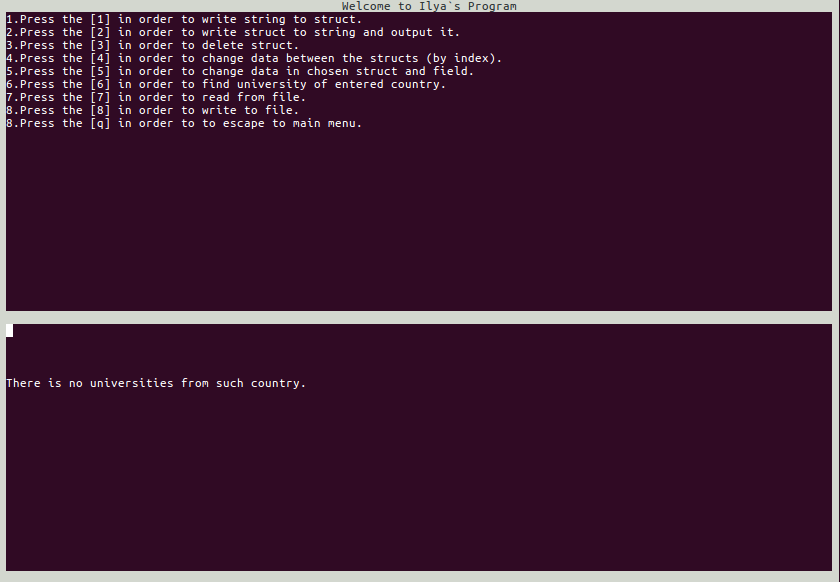 Welcome to Ilya`s Program
1.Press the [1] in order to write string to struct.
2.Press the [2] in order to write struct to string and output it.
3.Press the [3] in order to delete struct.
4.Press the [4] in order to change data between the structs (by index).
5.Press the [5] in order to change data in chosen struct and field.
6.Press the [6] in order to find university of entered country.
7.Press the [7] in order to read from file.
8.Press the [8] in order to write to file.
8.Press the [q] in order to to escape to main menu.
There is no universities from such country.